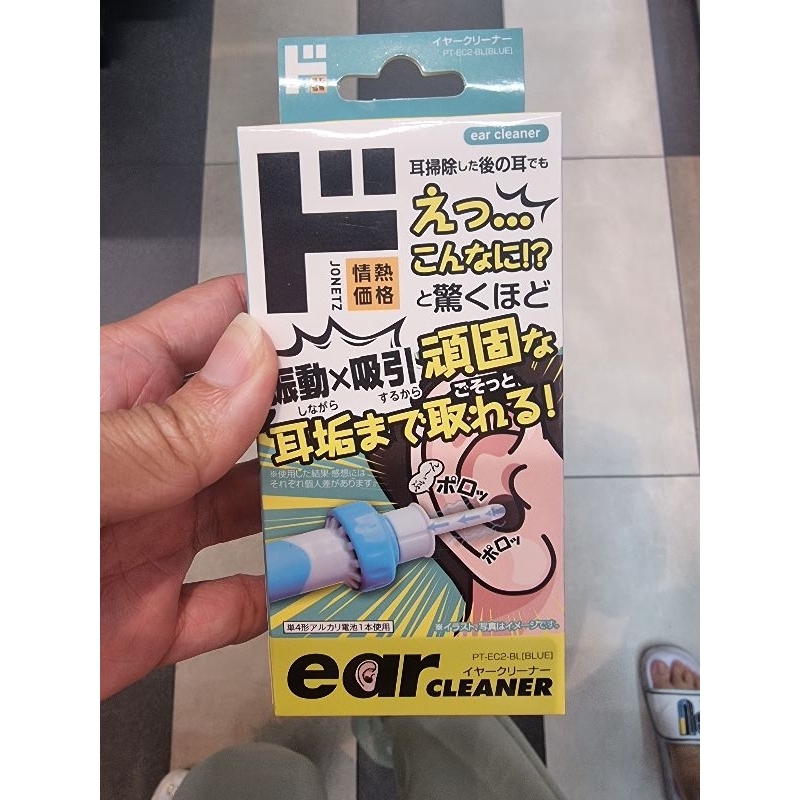 ド
情熱
イヤークリーナー
PT-EC2-BL[BLUE]
ear cleaner
ド
JONETZ
情熱
価格
耳掃除した後の耳でも
えっ…
こんなに!?
と驚くほど
振動×吸引 頑固な
しながら するから ごそっと、
耳垢まで取れる!
※使用した結果・感想には
それぞれ個人差があります。
ポロッ
ポロッ
単4形アルカリ電池1本使用
※イラスト、写真はイメージです。
PT-EC2-BL[BLUE]
イヤークリーナー
ear CLEANER